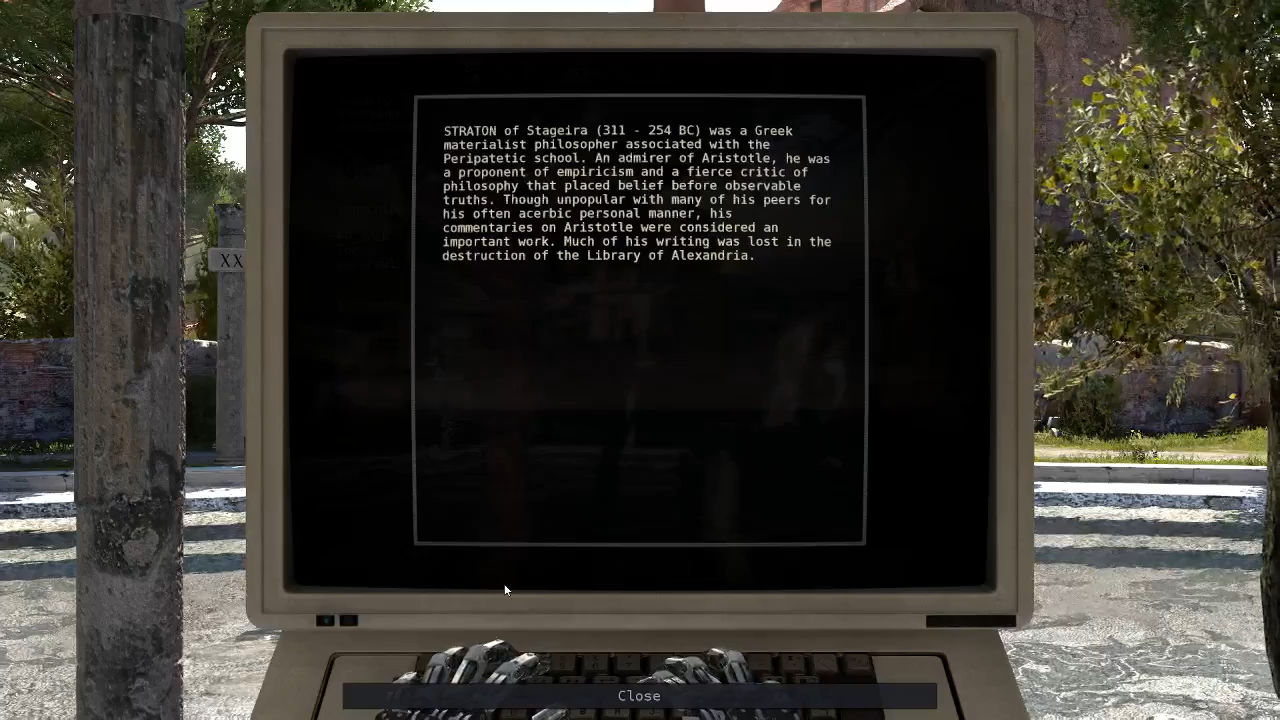 STRATON of Stageira (311 - 254 BC) was a Greek
materialist philosopher associated with the
Peripatetic school. An admirer of Aristotle, he was
a proponent of empiricism and a fierce critic of
philosophy that placed belief before observable
truths. Though unpopular with many of his peers for
his often acerbic personal manner, his
commentaries on Aristotle were considered an
important work. Much of his writing was lost in the
destruction of the Library of Alexandria.
XX
Close